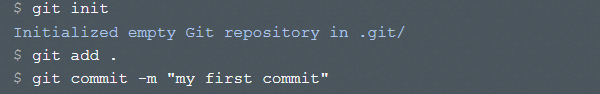 $ git init
Initialized empty Git repository in .git/
$ git add .
$ git commit -m "my first commit"